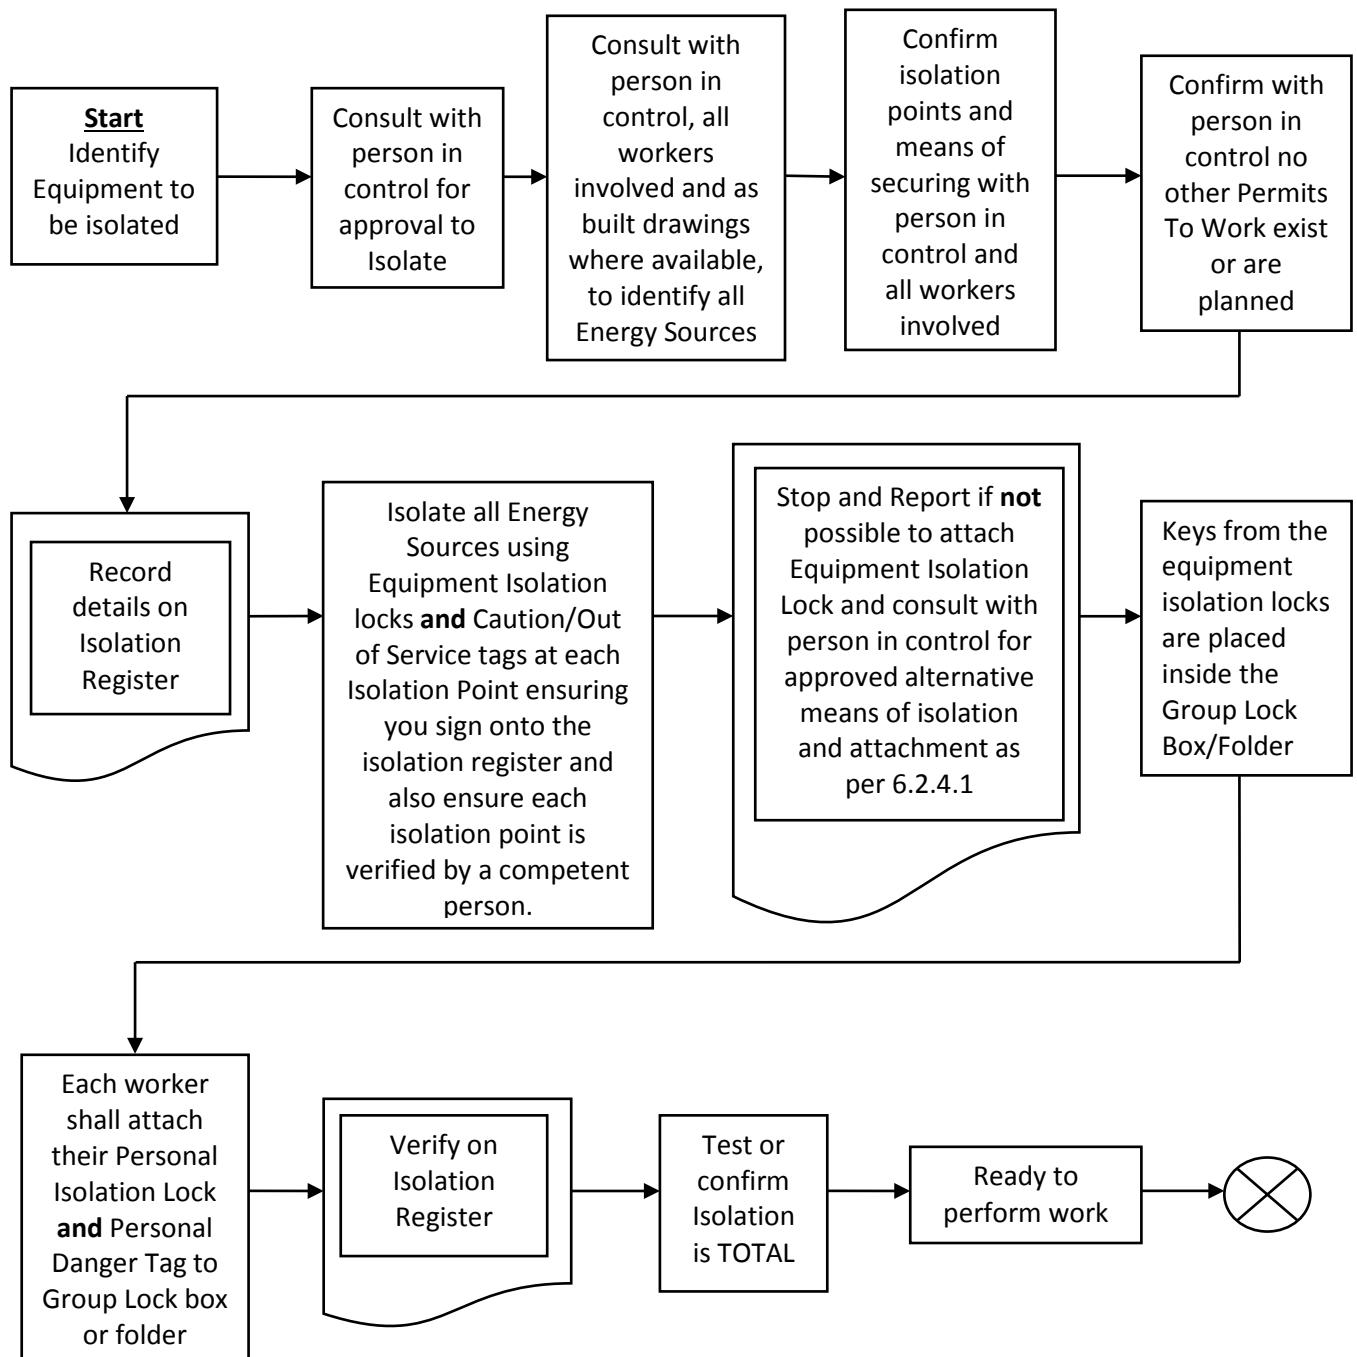 Start
Identify
Equipment to
be isolated
Consult with
person in
control for
approval to
Isolate
Consult with
person in
control, all
workers
involved and as
built drawings
where available,
to identify all
Energy Sources
Confirm
isolation
points and
means of
securing with
person in
control and
all workers
involved
Confirm with
person in
control no
other Permits
To Work exist
or are
planned
Record
details on
Isolation
Register
Isolate all Energy
Sources using
Equipment Isolation
locks and Caution/Out
of Service tags at each
Isolation Point ensuring
you sign onto the
isolation register and
also ensure each
isolation point is
verified by a competent
person.
Stop and Report if not
possible to attach
Equipment Isolation
Lock and consult with
person in control for
approved alternative
means of isolation
and attachment as
per 6.2.4.1
Keys from the
equipment
isolation locks
are placed
inside the
Group Lock
Box/Folder
Each worker
shall attach
their Personal
Isolation Lock
and Personal
Danger Tag to
Group Lock box
or folder
Verify on
Isolation
Register
Test or
confirm
Isolation
is TOTAL
Ready to
perform work